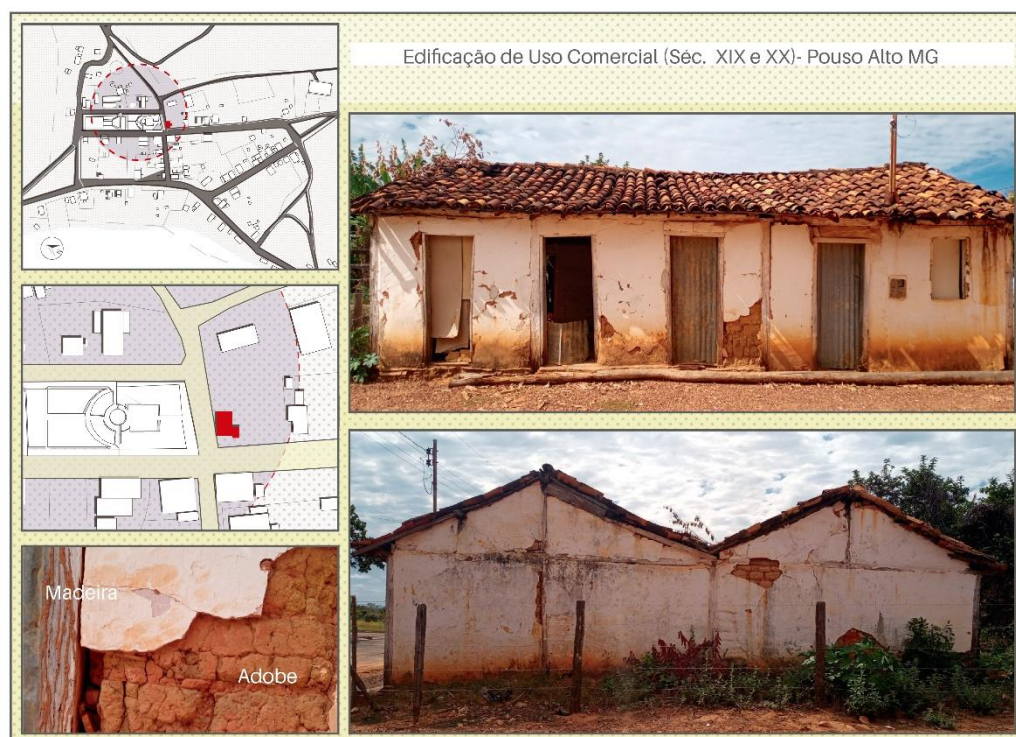 Edificação de Uso Comercial (Séc. XIX e XX)- Pouso Alto MG
Madeira
Adobe